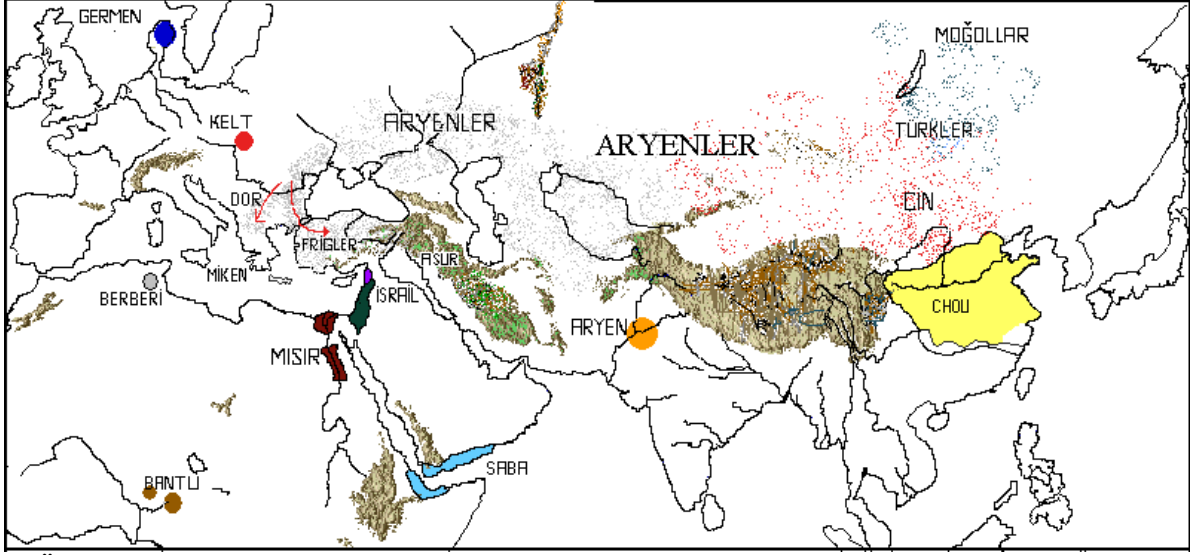 GERMEN
MOĞOLLAR
KELT
ARYENLER
ARYENLER
TÜRKLER
DOR
ÇİN
FRİGLER
ASUR
MİKEN
BERBERİ
İSRAİL
CHOU
ARYEN
MISIR
SABA
BANTU